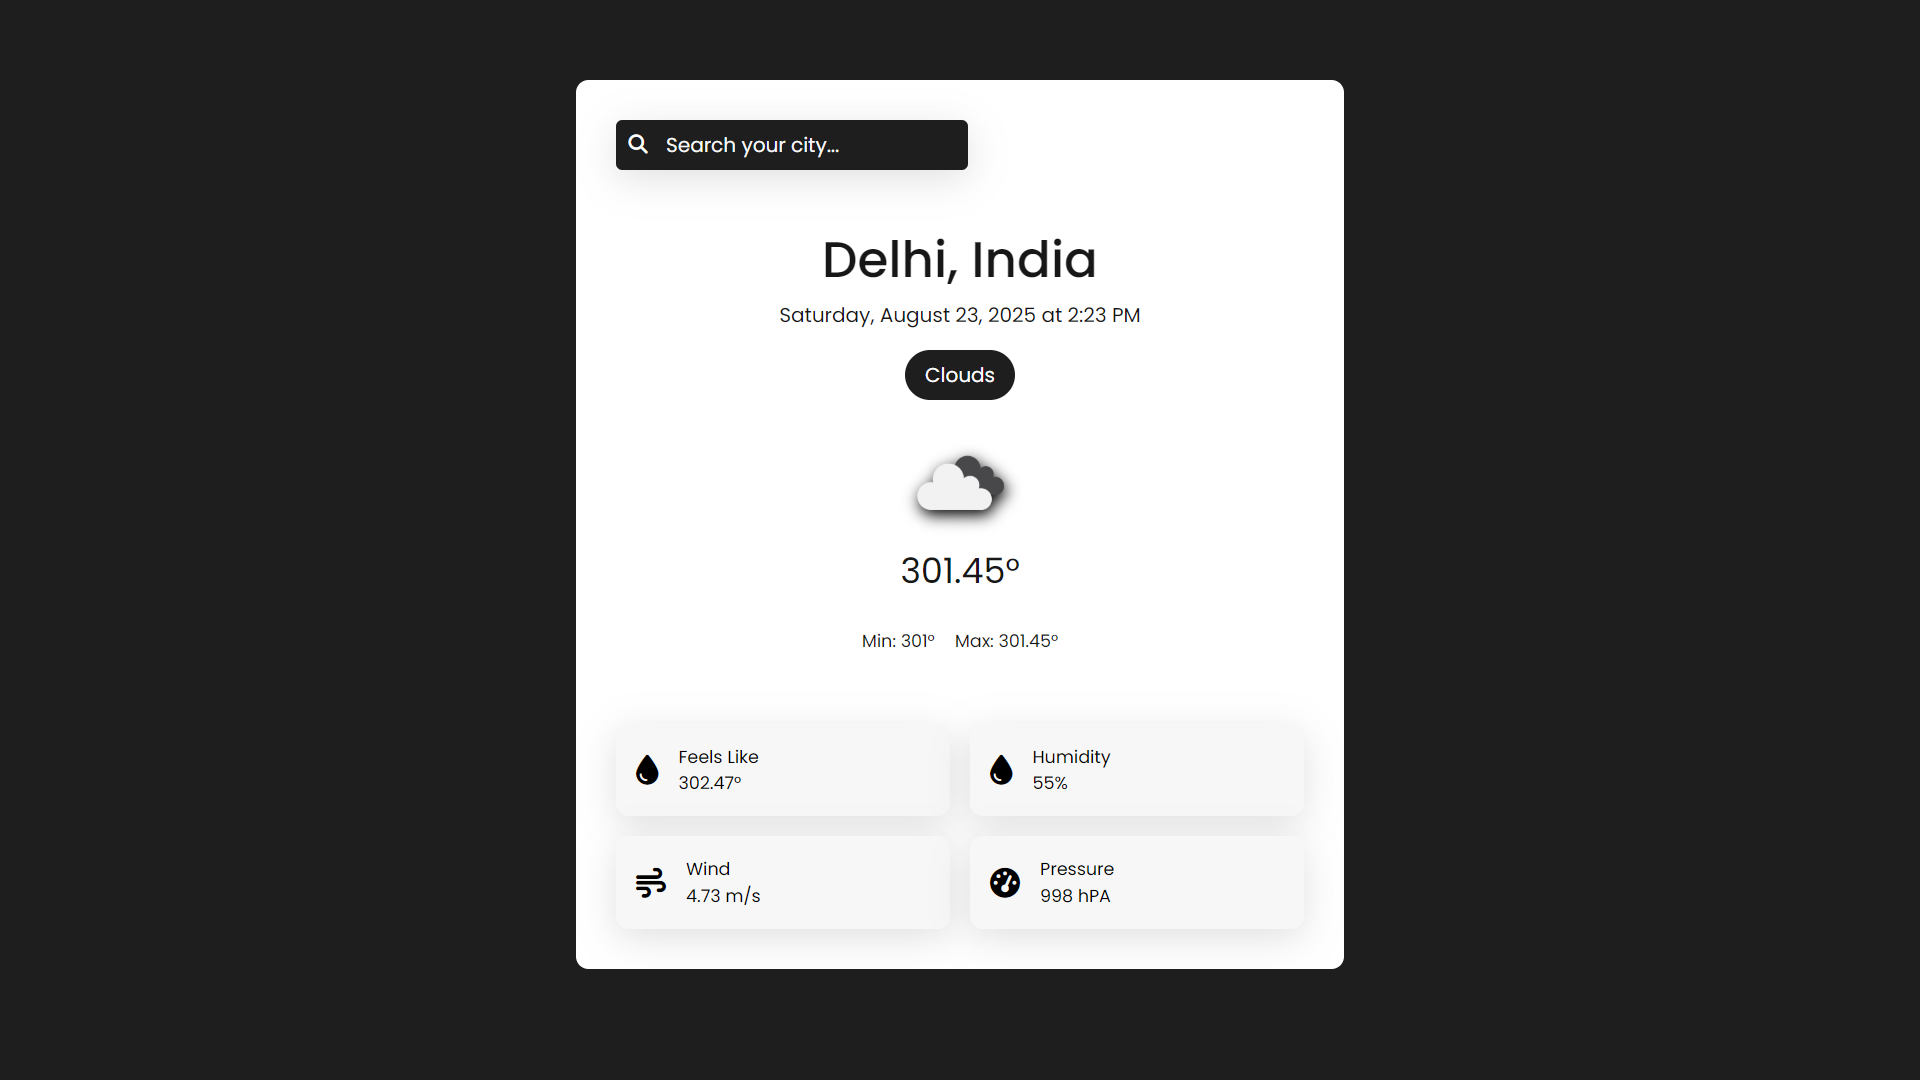 Search your city...
Delhi, India
Saturday, August 23, 2025 at 2:23 PM
Clouds
301.45°
Min: 301° Max: 301.45°
Feels Like
302.47°
Humidity
55%
Wind
4.73 m/s
Pressure
998 hPA